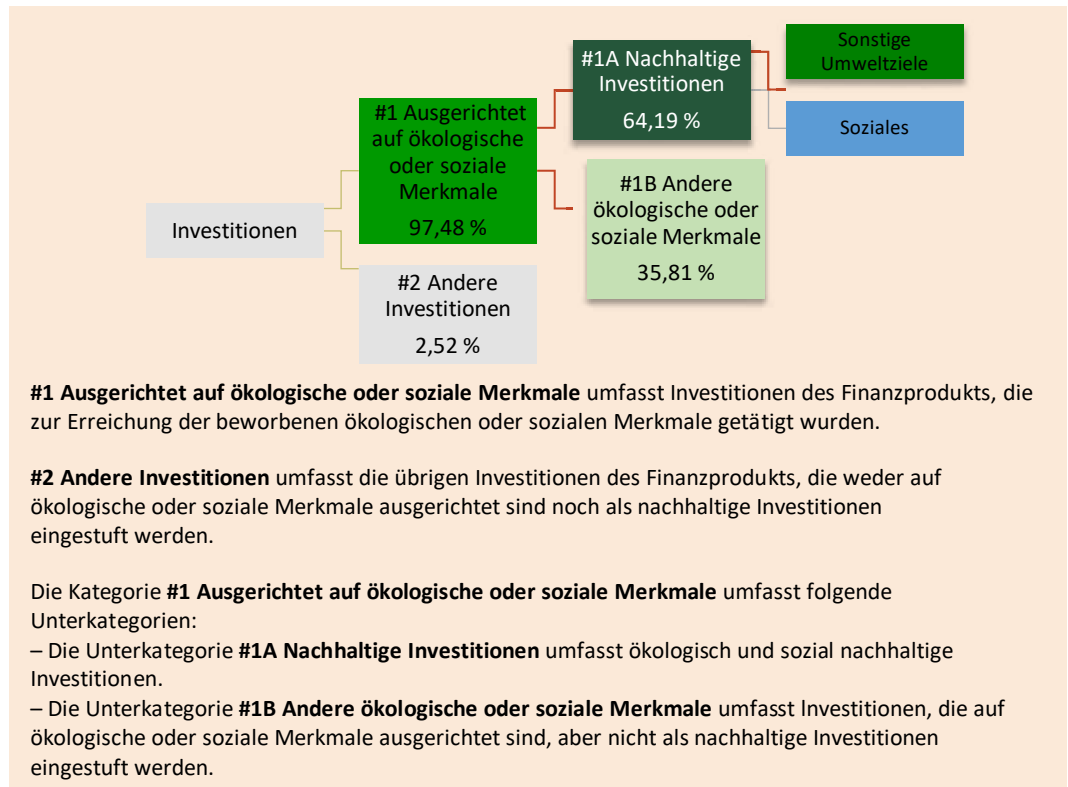 Investitionen
#1 Ausgerichtet
auf ökologische
oder soziale
Merkmale
97,48 %
#2 Andere
Investitionen
2,52 %
#1A Nachhaltige
Investitionen
64,19 %
#1B Andere
ökologische oder
soziale Merkmale
35,81 %
Sonstige
Umweltziele
Soziales
#1 Ausgerichtet auf ökologische oder soziale Merkmale umfasst Investitionen des Finanzprodukts, die
zur Erreichung der beworbenen ökologischen oder sozialen Merkmale getätigt wurden.
#2 Andere Investitionen umfasst die übrigen Investitionen des Finanzprodukts, die weder auf
ökologische oder soziale Merkmale ausgerichtet sind noch als nachhaltige Investitionen
eingestuft werden.
Die Kategorie #1 Ausgerichtet auf ökologische oder soziale Merkmale umfasst folgende
Unterkategorien:
– Die Unterkategorie #1A Nachhaltige Investitionen umfasst ökologisch und sozial nachhaltige
Investitionen.
– Die Unterkategorie #1B Andere ökologische oder soziale Merkmale umfasst Investitionen, die auf
ökologische oder soziale Merkmale ausgerichtet sind, aber nicht als nachhaltige Investitionen
eingestuft werden.